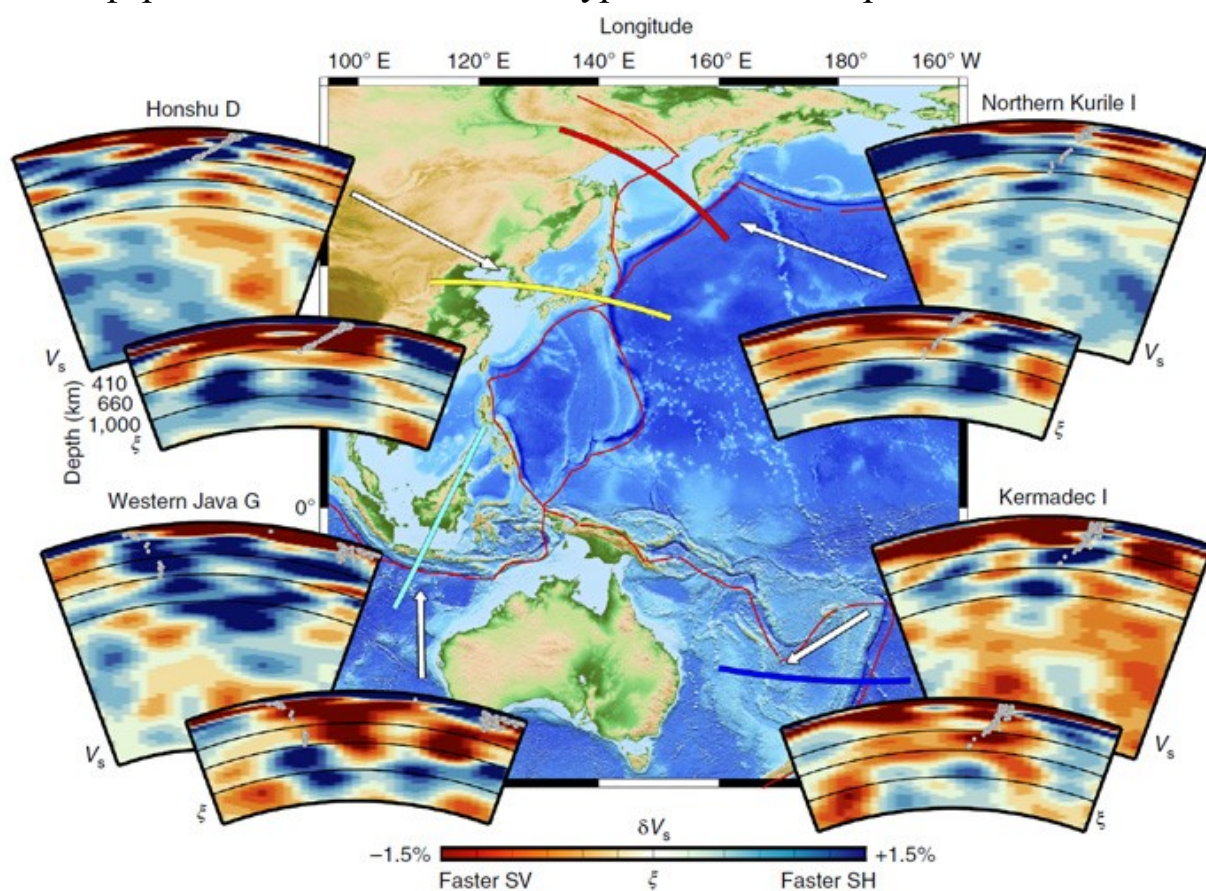 Longitude
100° E 120° E 140° E 160° E 180° 160° W
Honshu D
Northern Kurile I
Vs
Vs
410
660
1,000
Depth (km)
ξ
ξ
Western Java G
0°
Kermadec I
Vs
Vs
ξ
ξ
δVs
−1.5% +1.5%
Faster SV ξ Faster SH